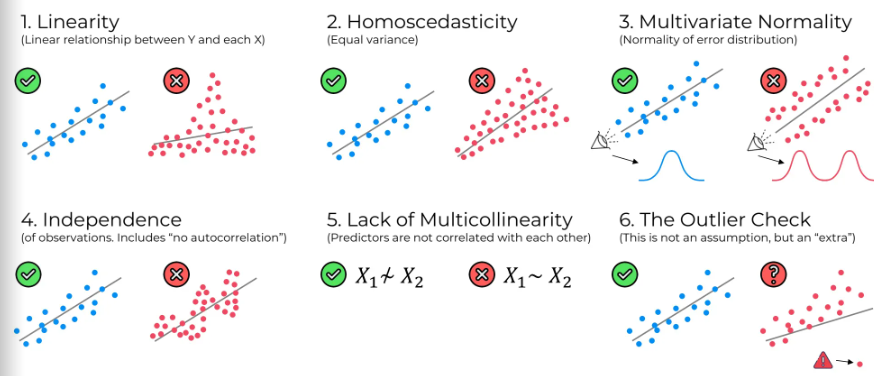 1. Linearity
(Linear relationship between Y and each X)
2. Homoscedasticity
(Equal variance)
3. Multivariate Normality
(Normality of error distribution)
4. Independence
(of observations. Includes “no autocorrelation”)
5. Lack of Multicollinearity
(Predictors are not correlated with each other)
X₁ ≁ X₂
X₁ ~ X₂
6. The Outlier Check
(This is not an assumption, but an “extra”)
?